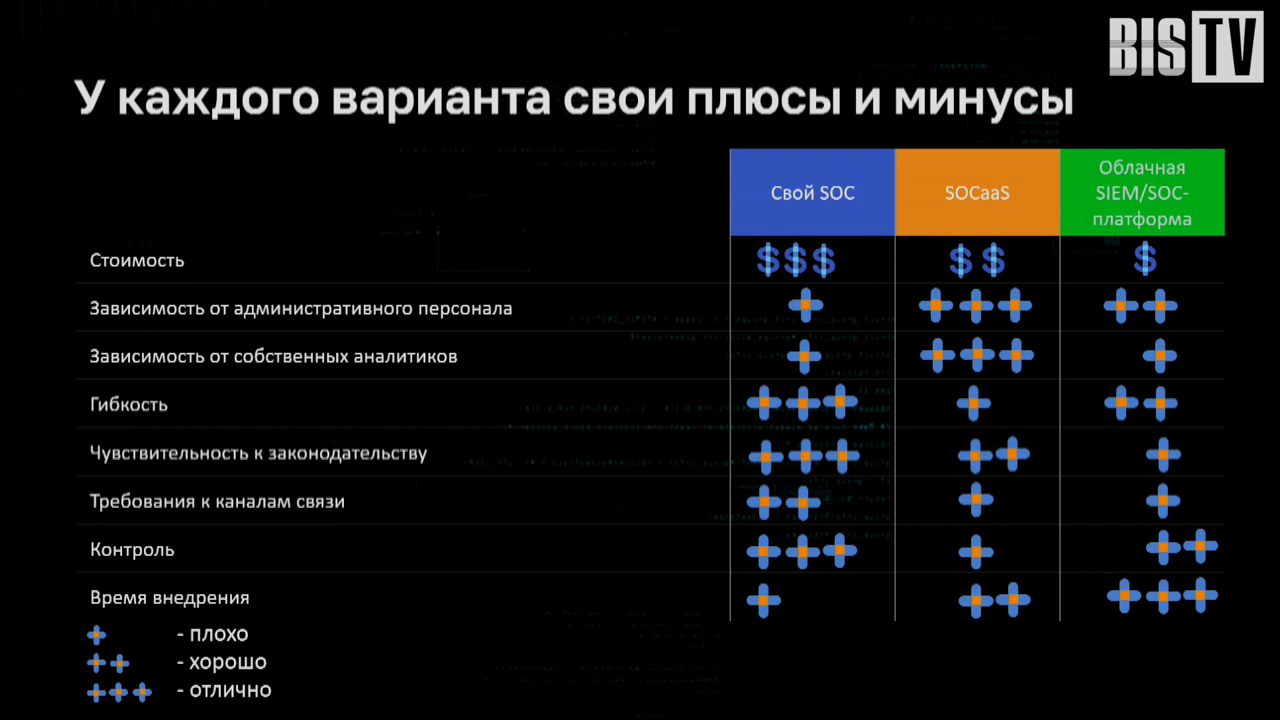 BIS TV
У каждого варианта свои плюсы и минусы
Свой SOC
SOCaaS
Облачная
SIEM/SOC-
платформа
Стоимость
$$$
$ $
$
Зависимость от административного персонала
Зависимость от собственных аналитиков
Гибкость
Чувствительность к законодательству
Требования к каналам связи
Контроль
Время внедрения
- плохо
- хорошо
- отлично